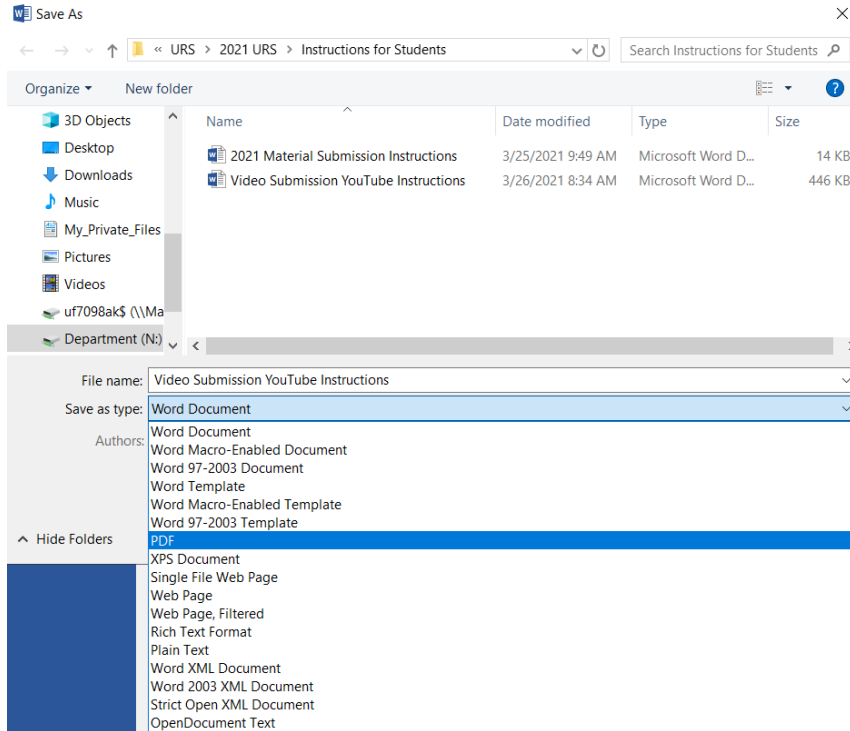 Save As
« URS > 2021 URS > Instructions for Students
Search Instructions for Students
Organize
New folder
?
Name
Date modified
Type
Size
3D Objects
Desktop
Downloads
Music
My_Private_Files
Pictures
Videos
uf7098ak$ (\\Ma
Department (N:)
2021 Material Submission Instructions 3/25/2021 9:49 AM Microsoft Word D... 14 KB
Video Submission YouTube Instructions 3/26/2021 8:34 AM Microsoft Word D... 446 KB
File name: Video Submission YouTube Instructions
Save as type: Word Document
Authors:
Word Document
Word Macro-Enabled Document
Word 97-2003 Document
Word Template
Word Macro-Enabled Template
Word 97-2003 Template
PDF
XPS Document
Single File Web Page
Web Page
Web Page, Filtered
Rich Text Format
Plain Text
Word XML Document
Word 2003 XML Document
Strict Open XML Document
OpenDocument Text
Hide Folders